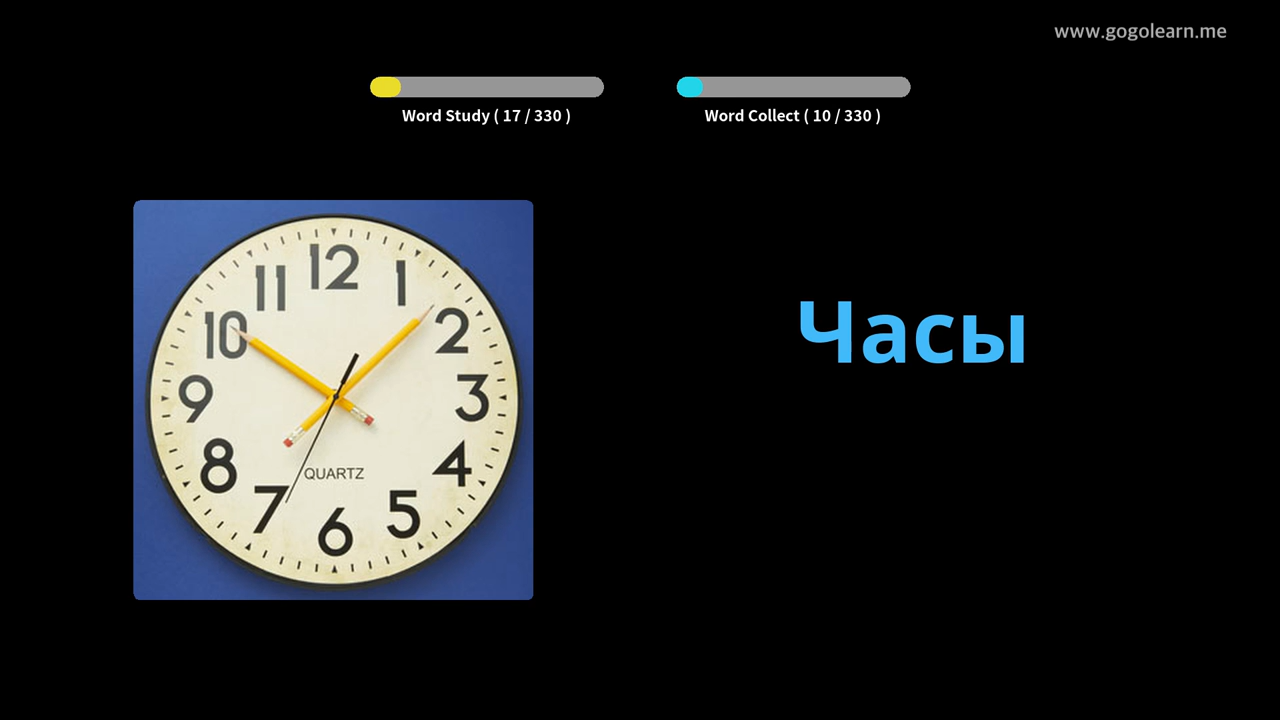 www.gogolearn.me
Word Study ( 17 / 330 )
Word Collect ( 10 / 330 )
12
11
1
10
2
9
3
8
4
QUARTZ
7
5
6
Часы